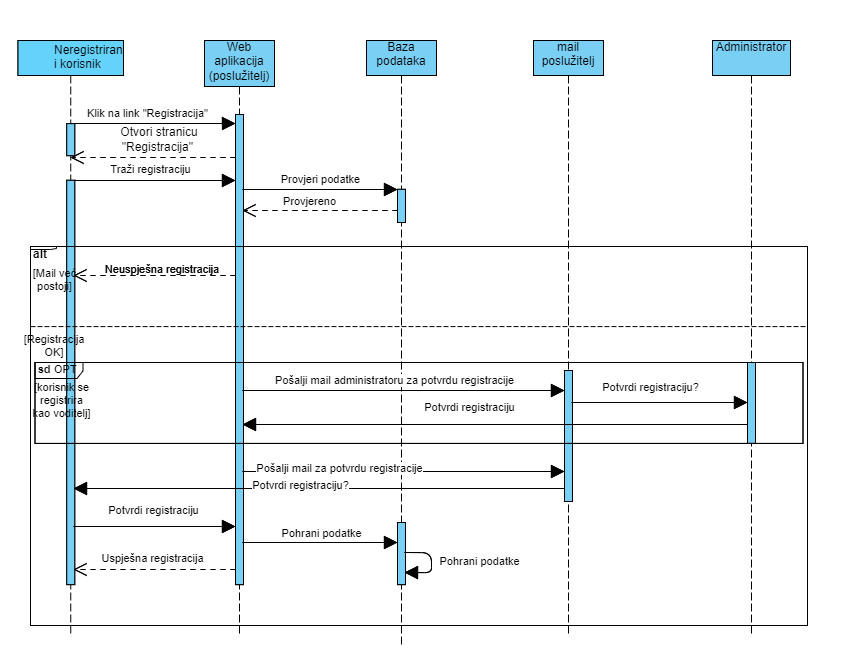 Neregistriran
i korisnik
Web
aplikacija
(poslužitelj)
Baza
podataka
mail
poslužitelj
Administrator
Klik na link "Registracija"
Otvori stranicu
"Registracija"
Traži registraciju
Provjeri podatke
Provjereno
alt
[Mail već
postoji]
Neuspješna registracija
[Registracija
OK]
sd OPT
[korisnik se
registrira
kao voditelj]
Pošalji mail administratoru za potvrdu registracije
Potvrdi registraciju?
Potvrdi registraciju
Pošalji mail za potvrdu registracije
Potvrdi registraciju?
Potvrdi registraciju
Pohrani podatke
Pohrani podatke
Uspješna registracija